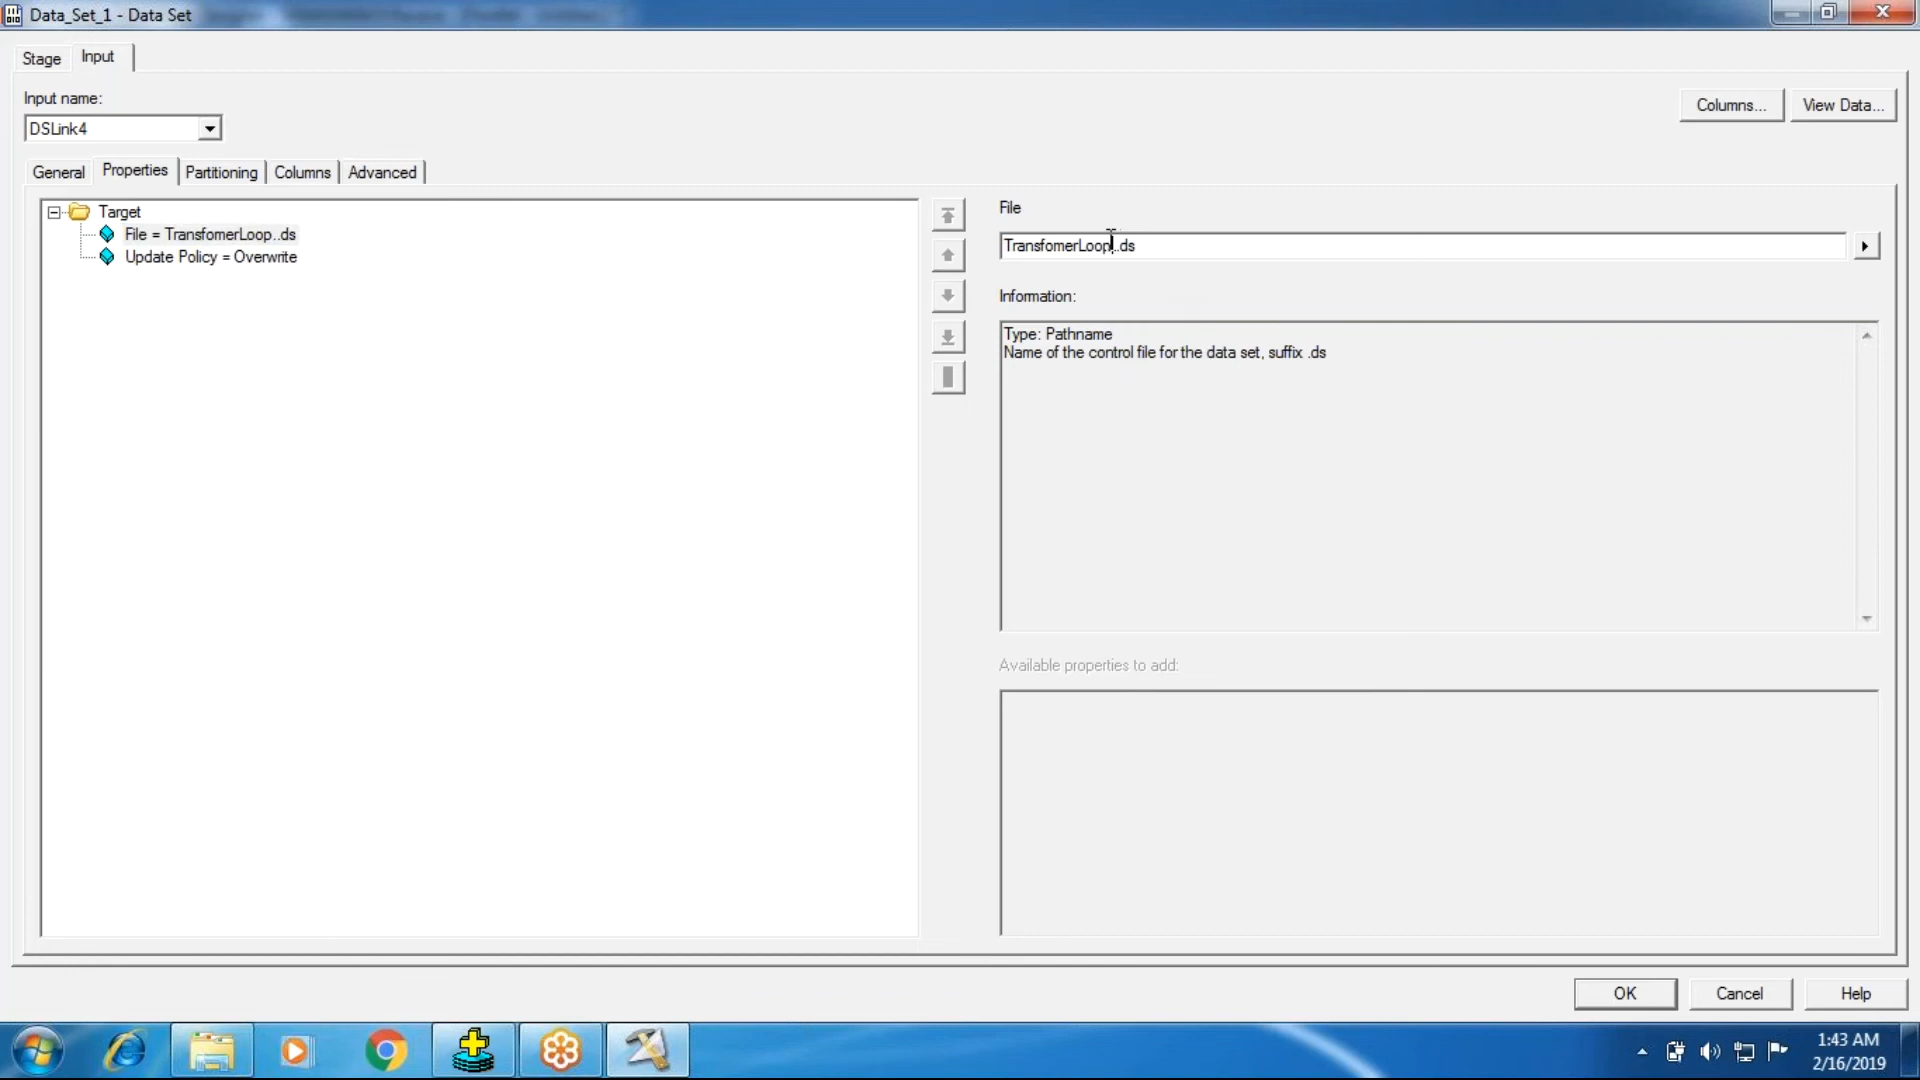 Data_Set_1 - Data Set
Stage
Input
Input name:
Columns...
View Data...
DSLink4
General
Properties
Partitioning
Columns
Advanced
Target
File = TransfomerLoop..ds
Update Policy = Overwrite
File
TransfomerLoop..ds
Information:
Type: Pathname
Name of the control file for the data set, suffix .ds
Available properties to add:
OK
Cancel
Help
1:43 AM
2/16/2019